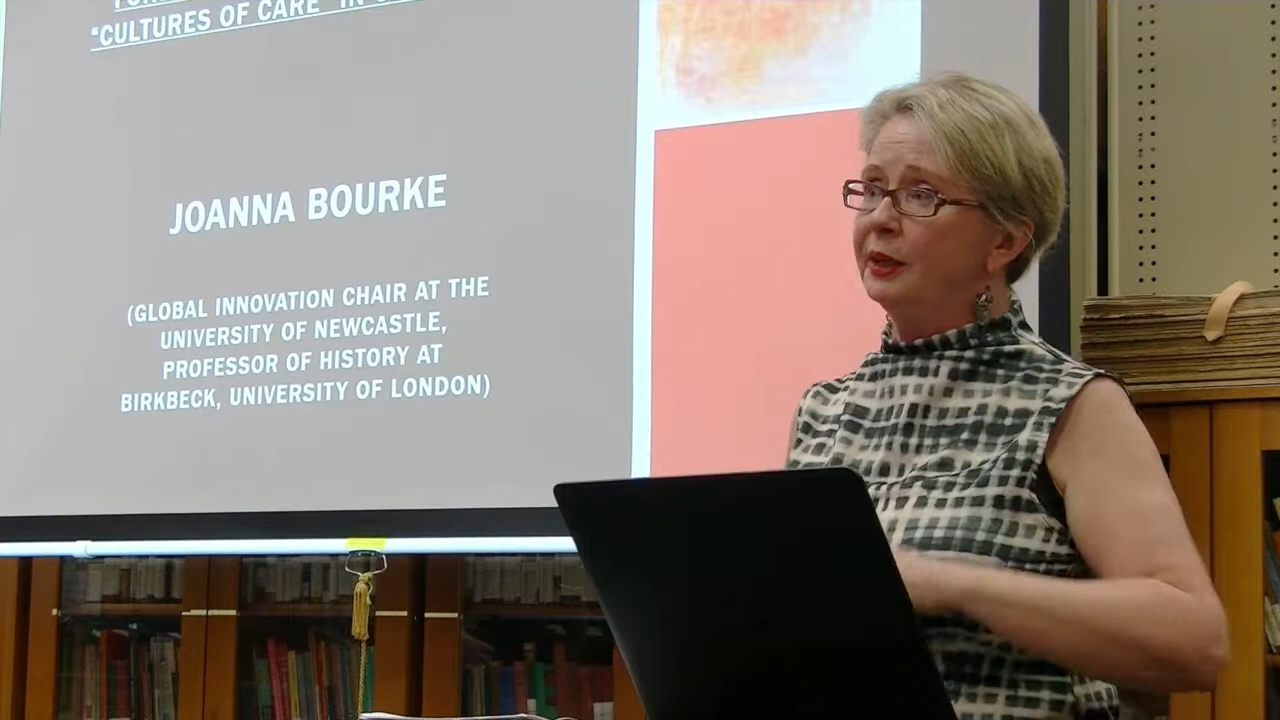 "CULTURES OF CARE" IN
JOANNA BOURKE
(GLOBAL INNOVATION CHAIR AT THE
UNIVERSITY OF NEWCASTLE,
PROFESSOR OF HISTORY AT
BIRKBECK, UNIVERSITY OF LONDON)